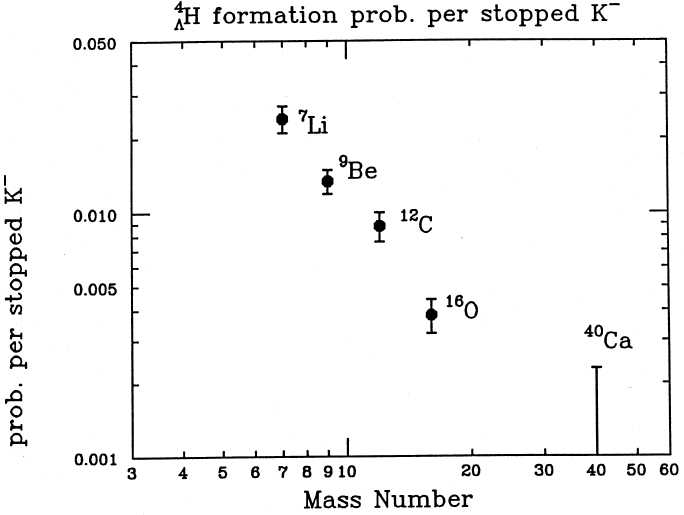 ⁴ΛH formation prob. per stopped K⁻
prob. per stopped K⁻
0.050
0.010
0.005
0.001
⁷Li
⁹Be
¹²C
¹⁶O
⁴⁰Ca
3 4 5 6 7 8 9 10 20 30 40 50 60
Mass Number